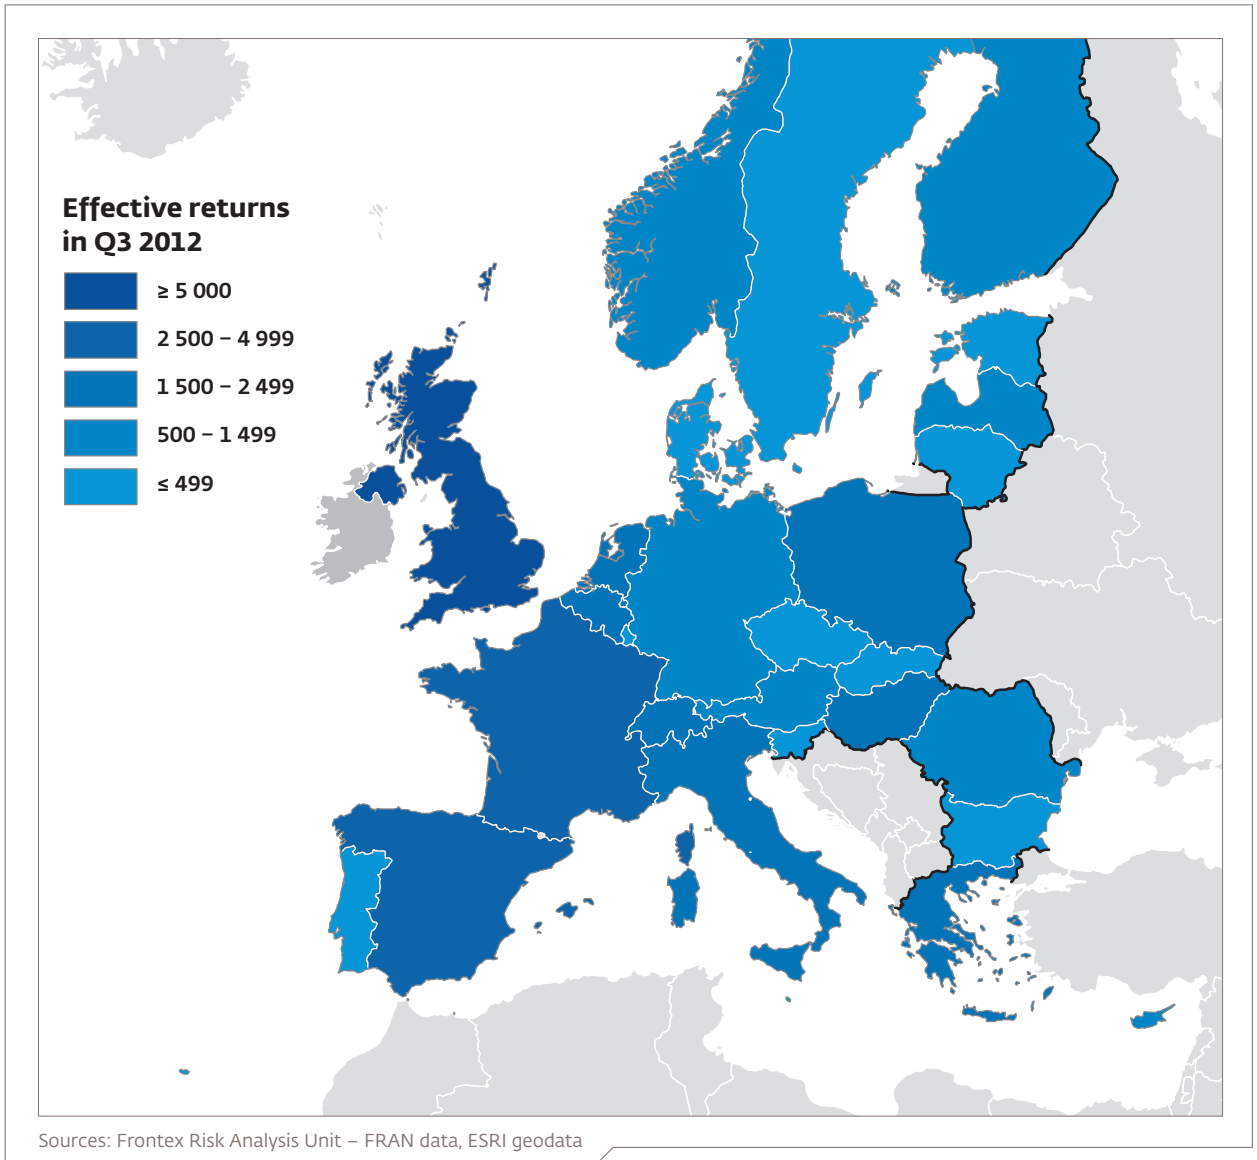 Effective returns
in Q3 2012
≥ 5 000
2 500 – 4 999
1 500 – 2 499
500 – 1 499
≤ 499
Sources: Frontex Risk Analysis Unit – FRAN data, ESRI geodata